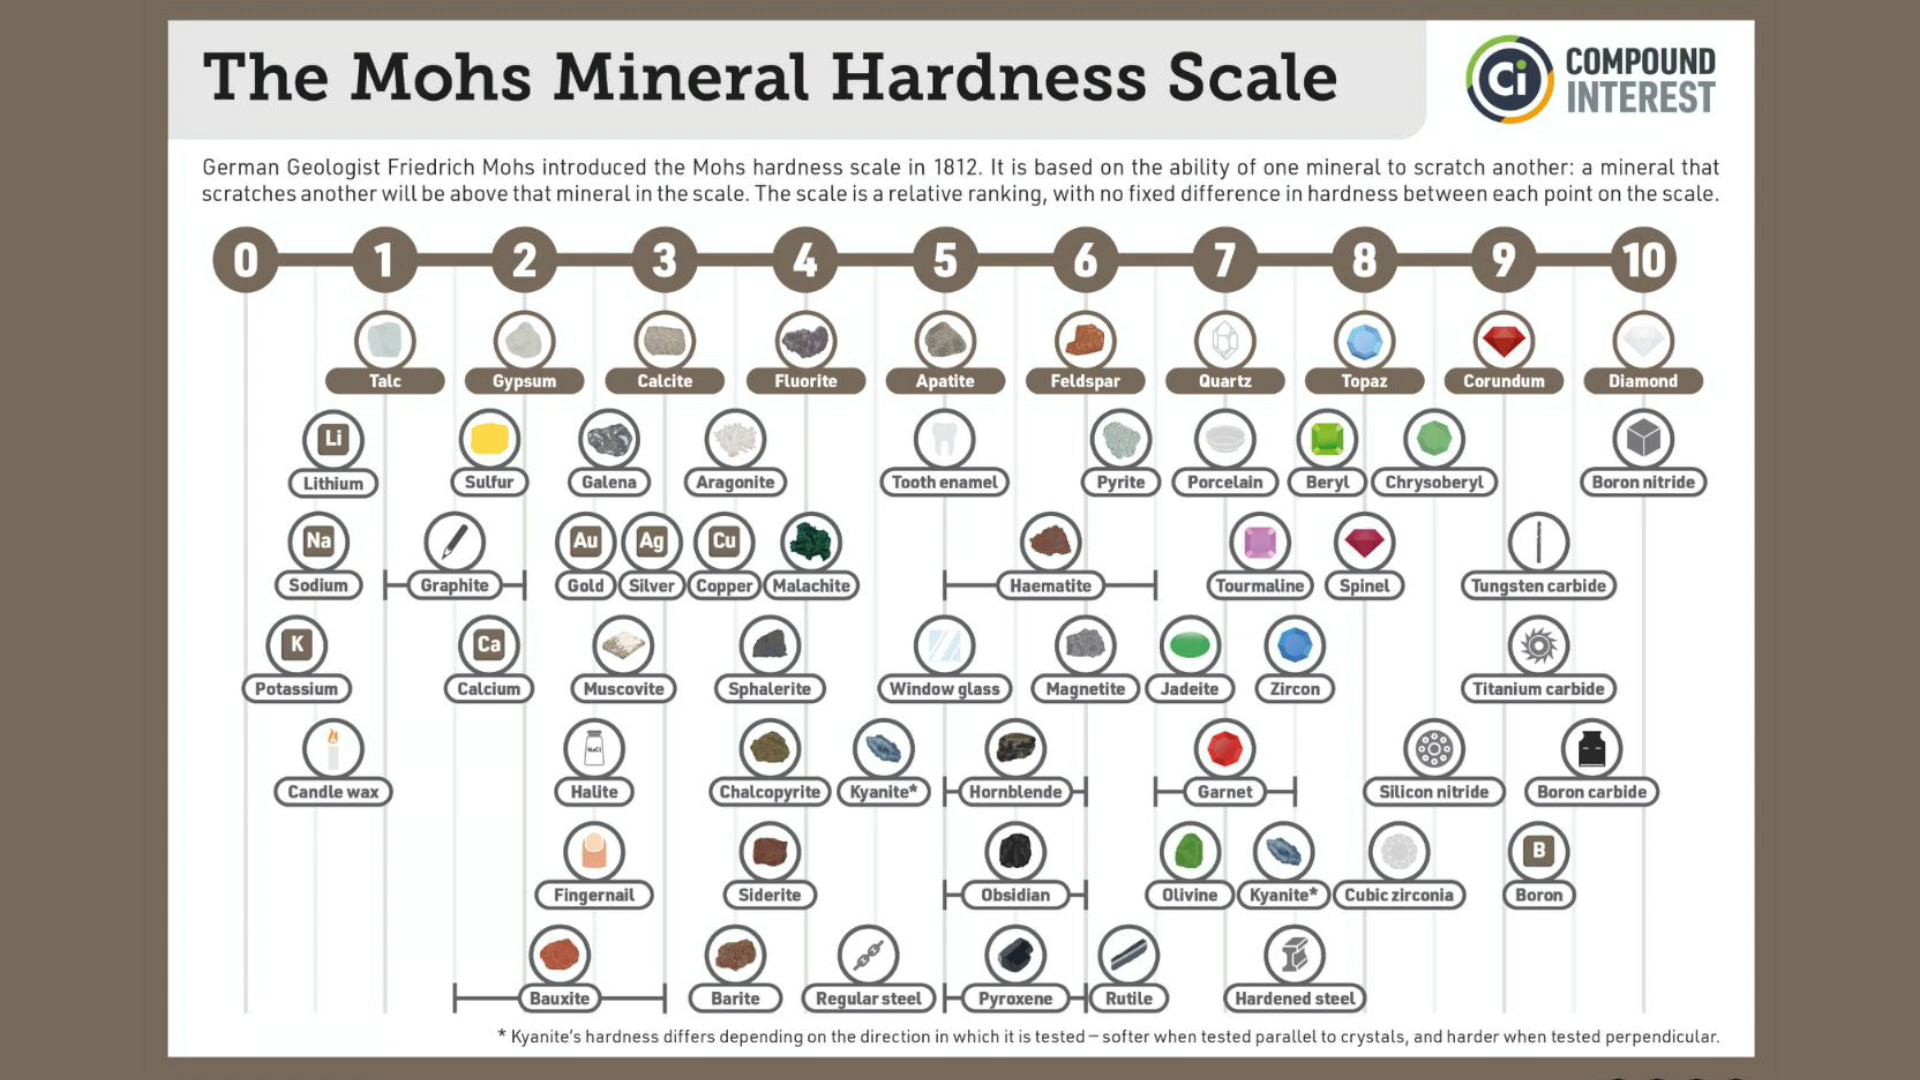 The Mohs Mineral Hardness Scale
Ci
COMPOUND
INTEREST
German Geologist Friedrich Mohs introduced the Mohs hardness scale in 1812. It is based on the ability of one mineral to scratch another: a mineral that
scratches another will be above that mineral in the scale. The scale is a relative ranking, with no fixed difference in hardness between each point on the scale.
0 1 2 3 4 5 6 7 8 9 10
Talc Gypsum Calcite Fluorite Apatite Feldspar Quartz Topaz Corundum Diamond
Li
Lithium Sulfur Galena Aragonite Tooth enamel Pyrite Porcelain Beryl Chrysoberyl Boron nitride
Na Au Ag Cu
Sodium Graphite Gold Silver Copper Malachite Haematite Tourmaline Spinel Tungsten carbide
K Ca
Potassium Calcium Muscovite Sphalerite Window glass Magnetite Jadeite Zircon Titanium carbide
NaCl
Candle wax Halite Chalcopyrite Kyanite* Hornblende Garnet Silicon nitride Boron carbide
B
Fingernail Siderite Obsidian Olivine Kyanite* Cubic zirconia Boron
Bauxite Barite Regular steel Pyroxene Rutile Hardened steel
* Kyanite's hardness differs depending on the direction in which it is tested – softer when tested parallel to crystals, and harder when tested perpendicular.